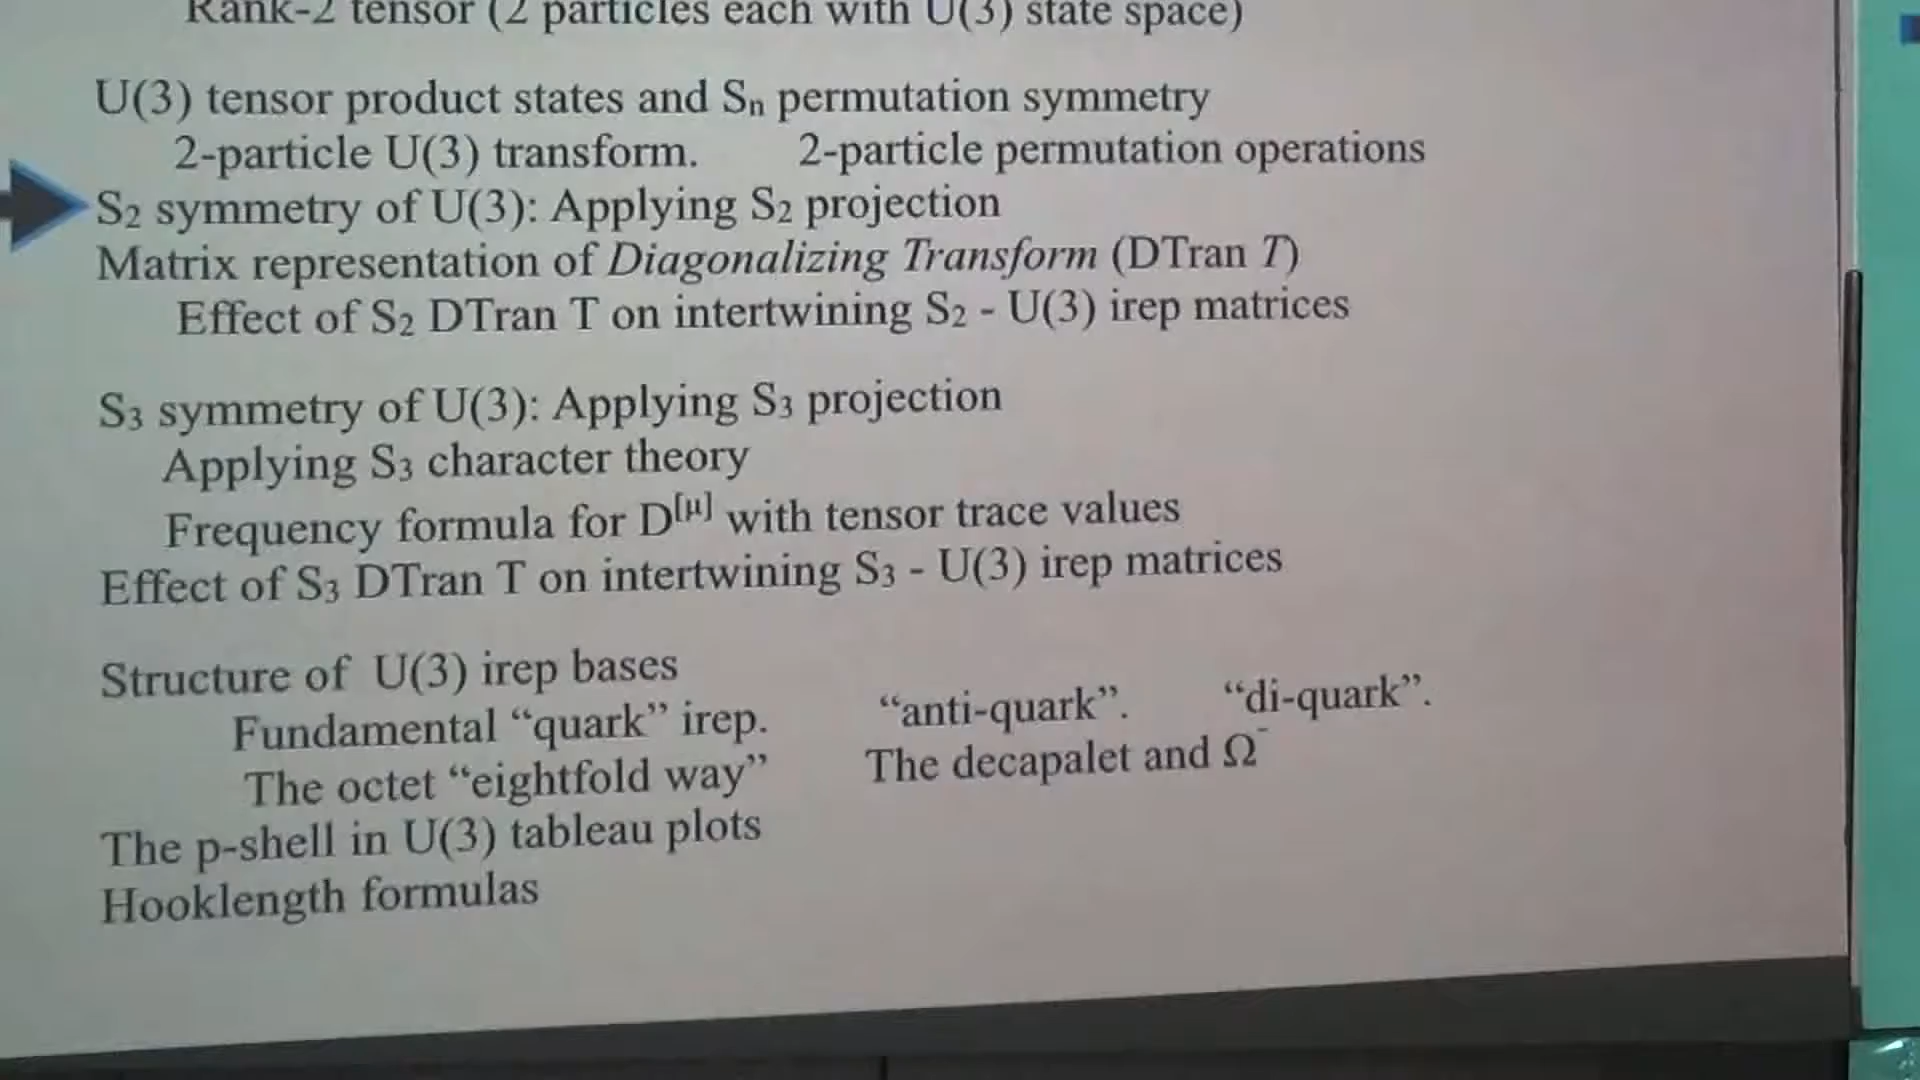 Rank-2 tensor (2 particles each with U(3) state space)
U(3) tensor product states and Sn permutation symmetry
2-particle U(3) transform. 2-particle permutation operations
S2 symmetry of U(3): Applying S2 projection
Matrix representation of Diagonalizing Transform (DTran T)
Effect of S2 DTran T on intertwining S2 - U(3) irep matrices
S3 symmetry of U(3): Applying S3 projection
Applying S3 character theory
Frequency formula for D[μ] with tensor trace values
Effect of S3 DTran T on intertwining S3 - U(3) irep matrices
Structure of U(3) irep bases
Fundamental “quark” irep. “anti-quark”. “di-quark”.
The octet “eightfold way” The decapalet and Ω-
The p-shell in U(3) tableau plots
Hooklength formulas